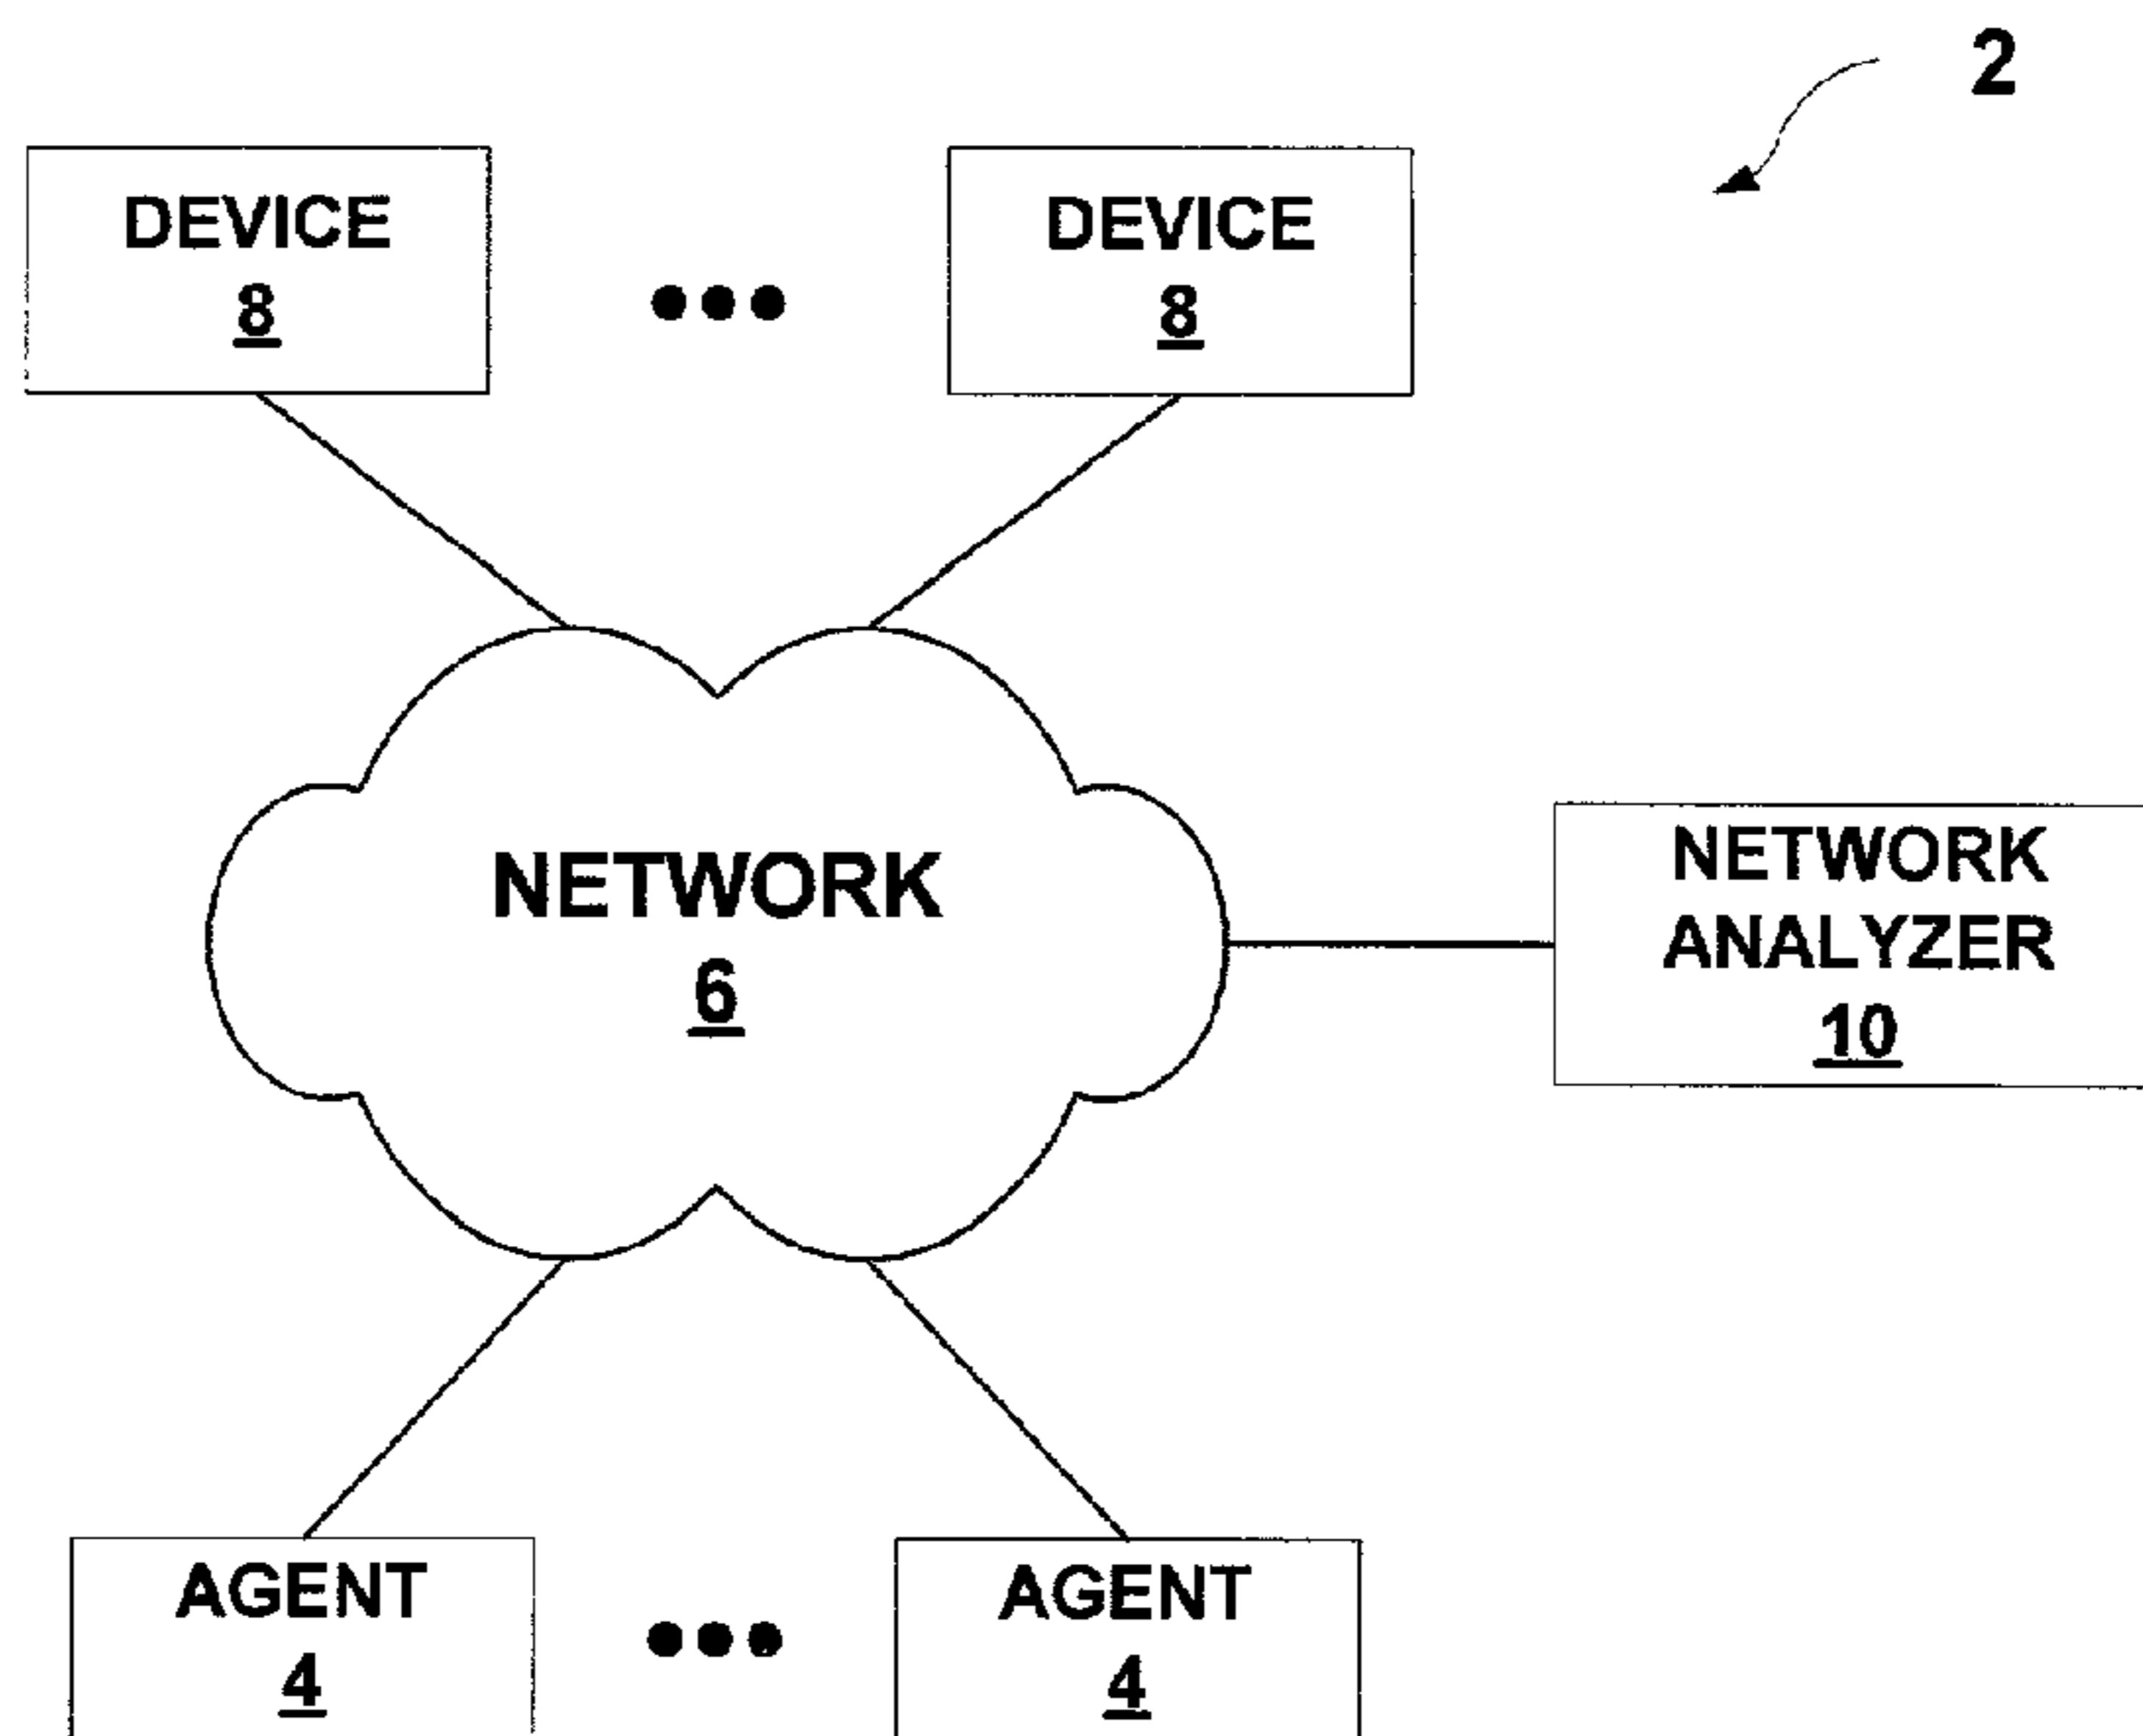 2
DEVICE
8
DEVICE
8
NETWORK
6
NETWORK
ANALYZER
10
AGENT
4
AGENT
4